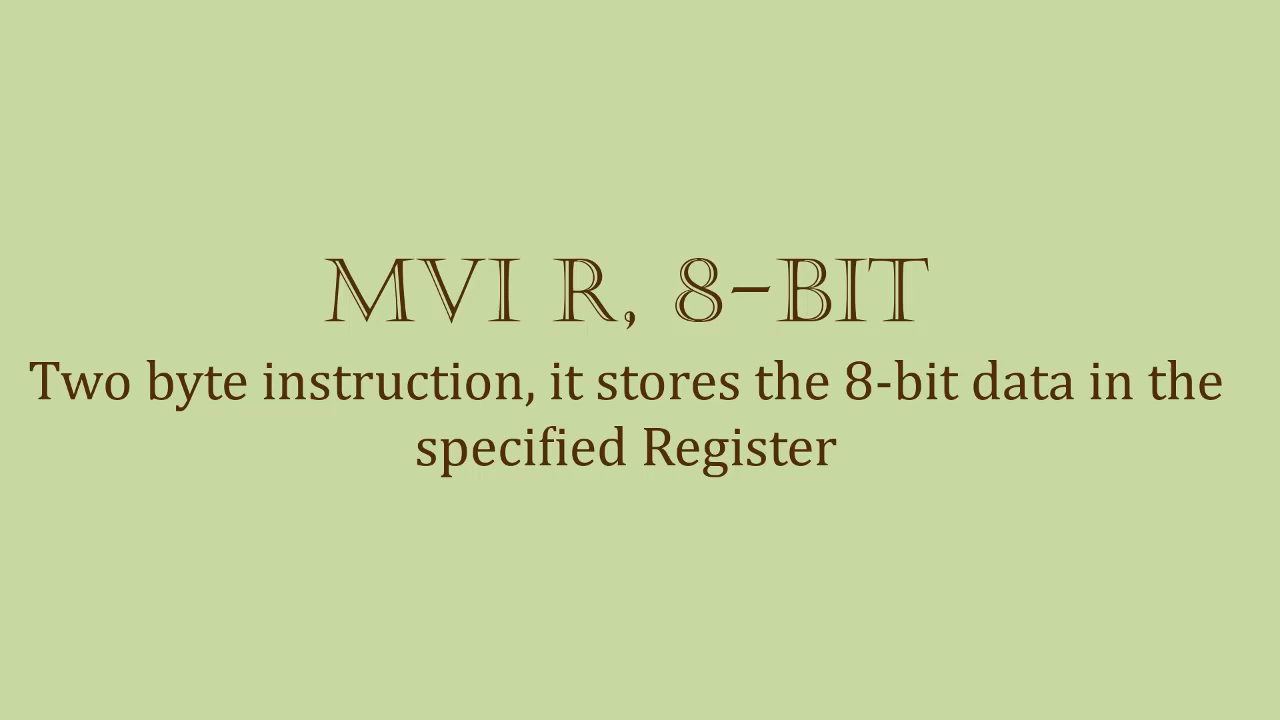 MVI R, 8-BIT
Two byte instruction, it stores the 8-bit data in the
specified Register